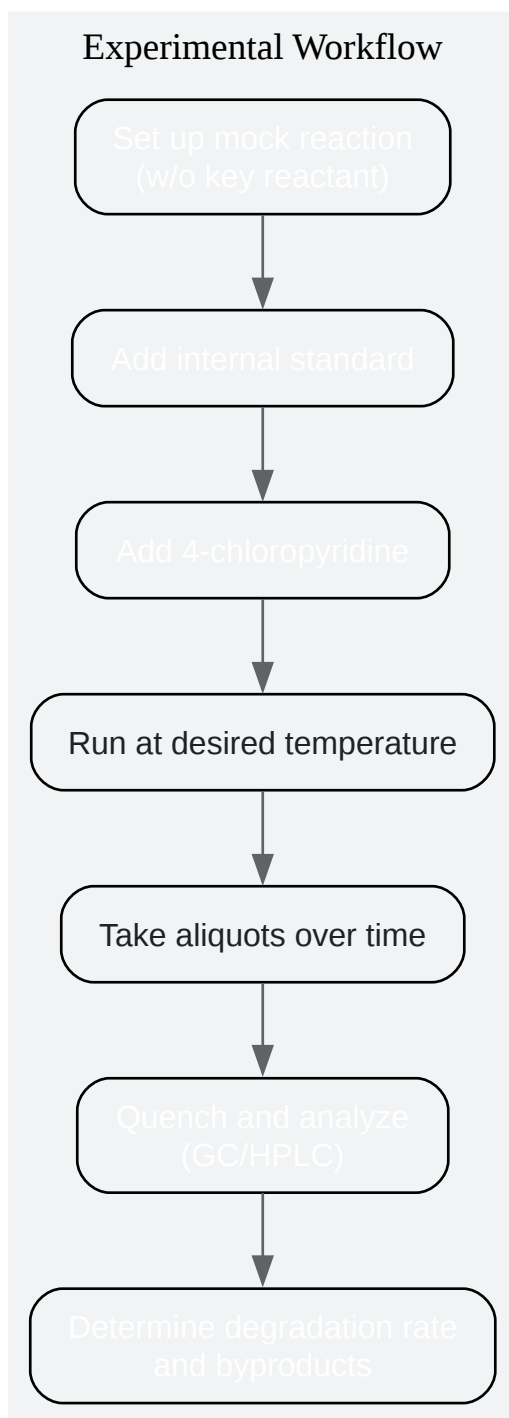 Experimental Workflow
Set up mock reaction
(w/o key reactant)
Add internal standard
Add 4-chloropyridine
Run at desired temperature
Take aliquots over time
Quench and analyze
(GC/HPLC)
Determine degradation rate
and byproducts